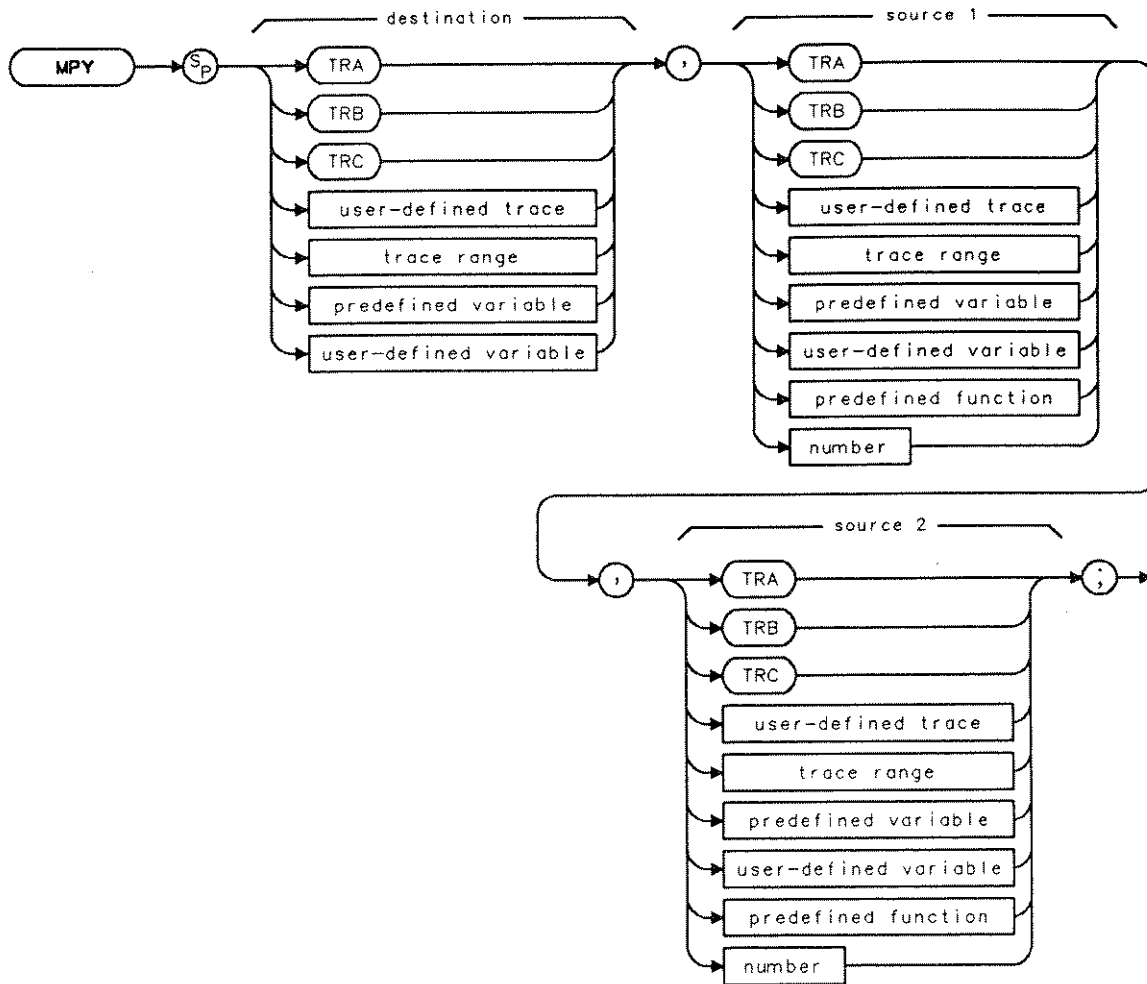 destination
source 1
MPY
SP
TRA
TRB
TRC
user-defined trace
trace range
predefined variable
user-defined variable
,
TRA
TRB
TRC
user-defined trace
trace range
predefined variable
user-defined variable
predefined function
number
source 2
,
TRA
TRB
TRC
user-defined trace
trace range
predefined variable
user-defined variable
predefined function
number
;